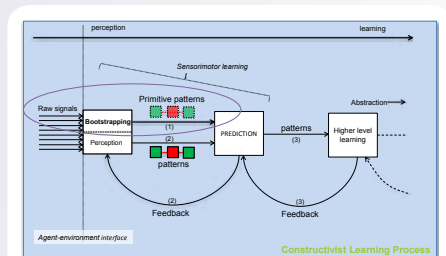 perception
learning
Sensorimotor learning
Raw signals
Primitive patterns
Abstraction
Bootstrapping
(1)
(2)
Perception
patterns
PREDICTION
patterns
(3)
Higher level
learning
(2)
Feedback
(3)
Feedback
Agent-environment interface
Constructivist Learning Process